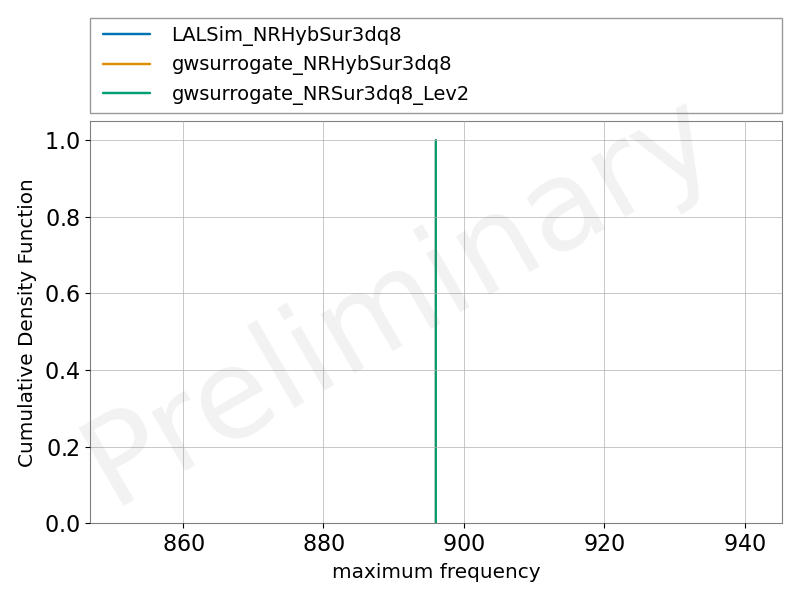 LALSim_NRHybSur3dq8
gwsurrogate_NRHybSur3dq8
gwsurrogate_NRSur3dq8_Lev2
Preliminary
Cumulative Density Function
1.0
0.8
0.6
0.4
0.2
0.0
860 880 900 920 940
maximum frequency